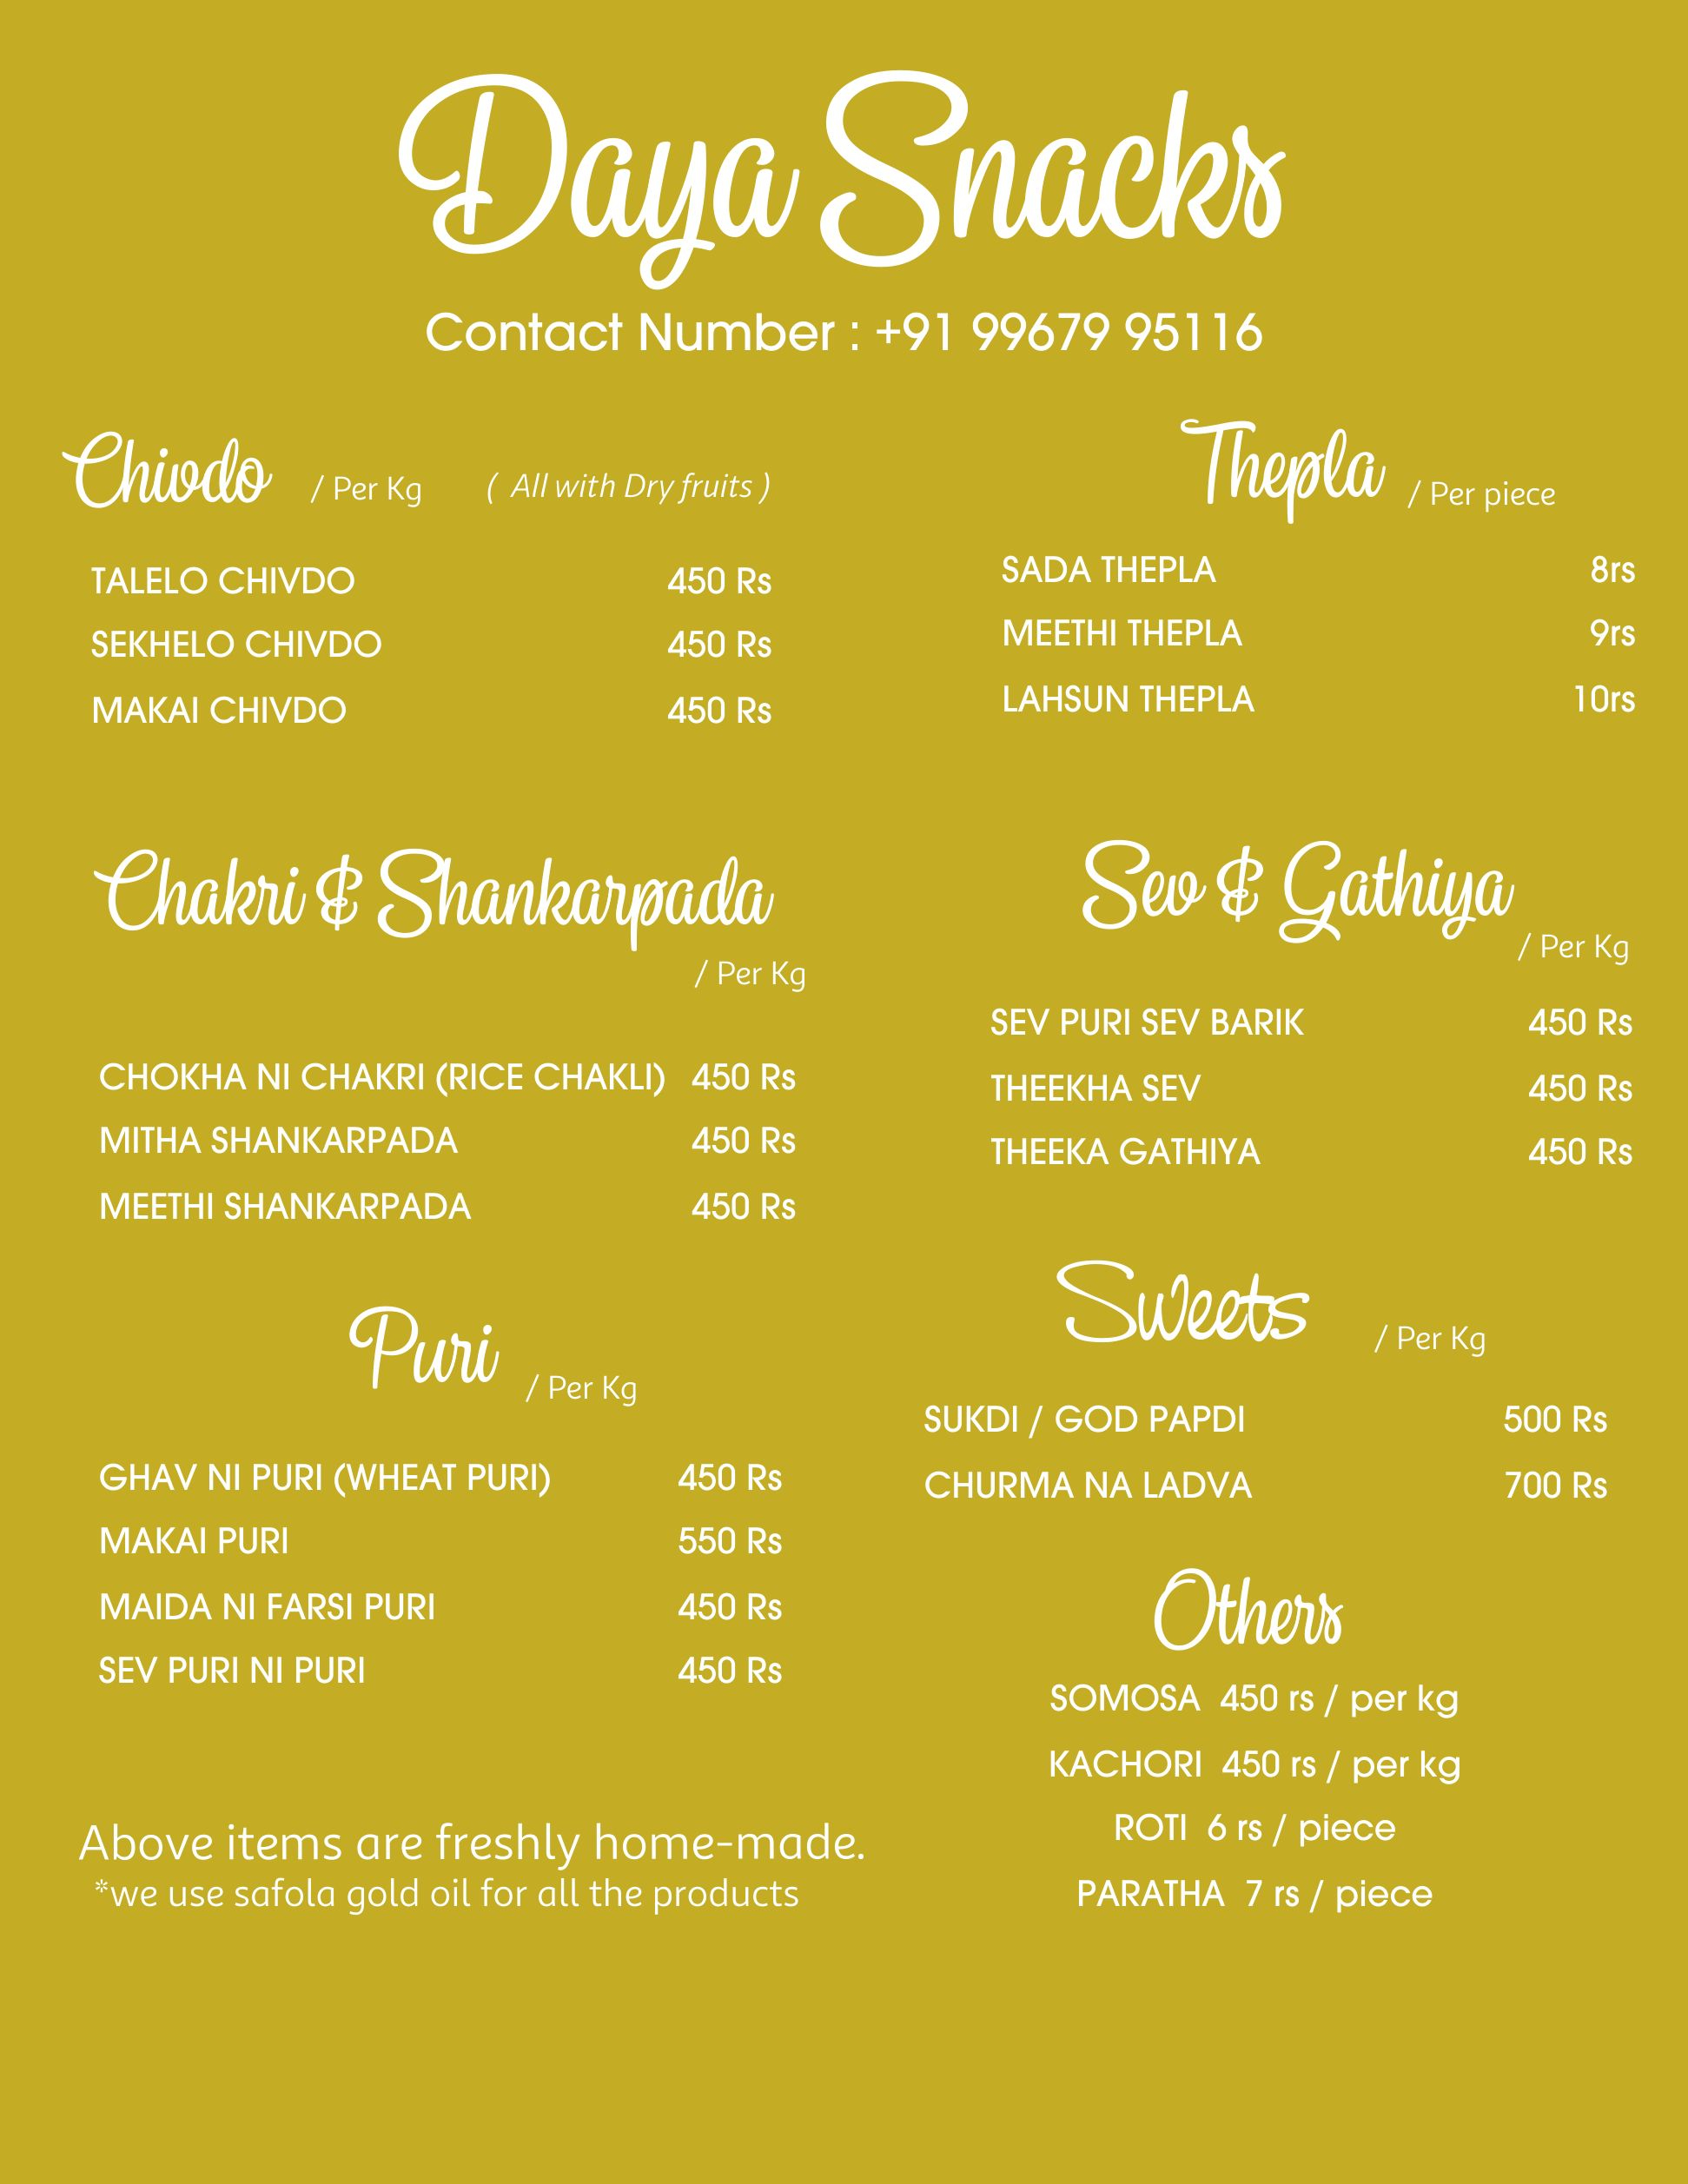 Daya Snacks
Contact Number : +91 99679 95116
Chivdo / Per Kg ( All with Dry fruits )
TALELO CHIVDO 450 Rs
SEKHELO CHIVDO 450 Rs
MAKAI CHIVDO 450 Rs
Thepla / Per piece
SADA THEPLA 8rs
MEETHI THEPLA 9rs
LAHSUN THEPLA 10rs
Chakri & Shankarpada
/ Per Kg
CHOKHA NI CHAKRI (RICE CHAKLI) 450 Rs
MITHA SHANKARPADA 450 Rs
MEETHI SHANKARPADA 450 Rs
Sev & Gathiya
/ Per Kg
SEV PURI SEV BARIK 450 Rs
THEEKHA SEV 450 Rs
THEEKA GATHIYA 450 Rs
Puri / Per Kg
GHAV NI PURI (WHEAT PURI) 450 Rs
MAKAI PURI 550 Rs
MAIDA NI FARSI PURI 450 Rs
SEV PURI NI PURI 450 Rs
Sweets / Per Kg
SUKDI / GOD PAPDI 500 Rs
CHURMA NA LADVA 700 Rs
Others
SOMOSA 450 rs / per kg
KACHORI 450 rs / per kg
ROTI 6 rs / piece
PARATHA 7 rs / piece
Above items are freshly home-made.
*we use safola gold oil for all the products